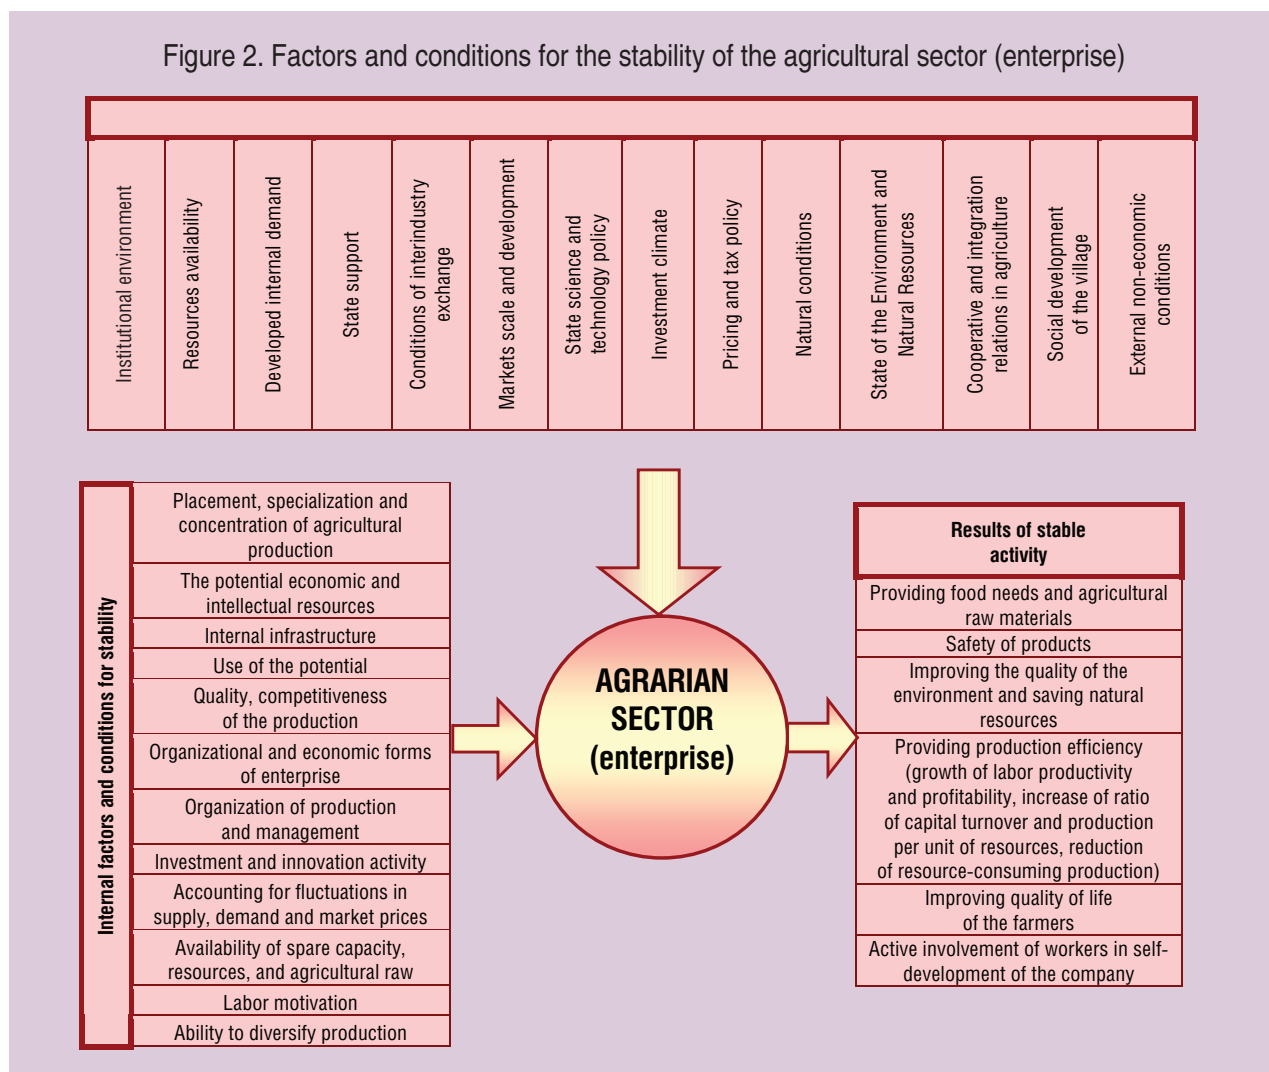 Figure 2. Factors and conditions for the stability of the agricultural sector (enterprise)
Institutional environment
Resources availability
Developed internal demand
State support
Conditions of interindustry
exchange
Markets scale and development
State science and
technology policy
Investment climate
Pricing and tax policy
Natural conditions
State of the Environment and
Natural Resources
Cooperative and integration
relations in agriculture
Social development
of the village
External non-economic
conditions
Internal factors and conditions for stability
Placement, specialization and
concentration of agricultural
production
The potential economic and
intellectual resources
Internal infrastructure
Use of the potential
Quality, competitiveness
of the production
Organizational and economic forms
of enterprise
Organization of production
and management
Investment and innovation activity
Accounting for fluctuations in
supply, demand and market prices
Availability of spare capacity,
resources, and agricultural raw
Labor motivation
Ability to diversify production
AGRARIAN
SECTOR
(enterprise)
Results of stable
activity
Providing food needs and agricultural
raw materials
Safety of products
Improving the quality of the
environment and saving natural
resources
Providing production efficiency
(growth of labor productivity
and profitability, increase of ratio
of capital turnover and production
per unit of resources, reduction
of resource-consuming production)
Improving quality of life
of the farmers
Active involvement of workers in self-
development of the company